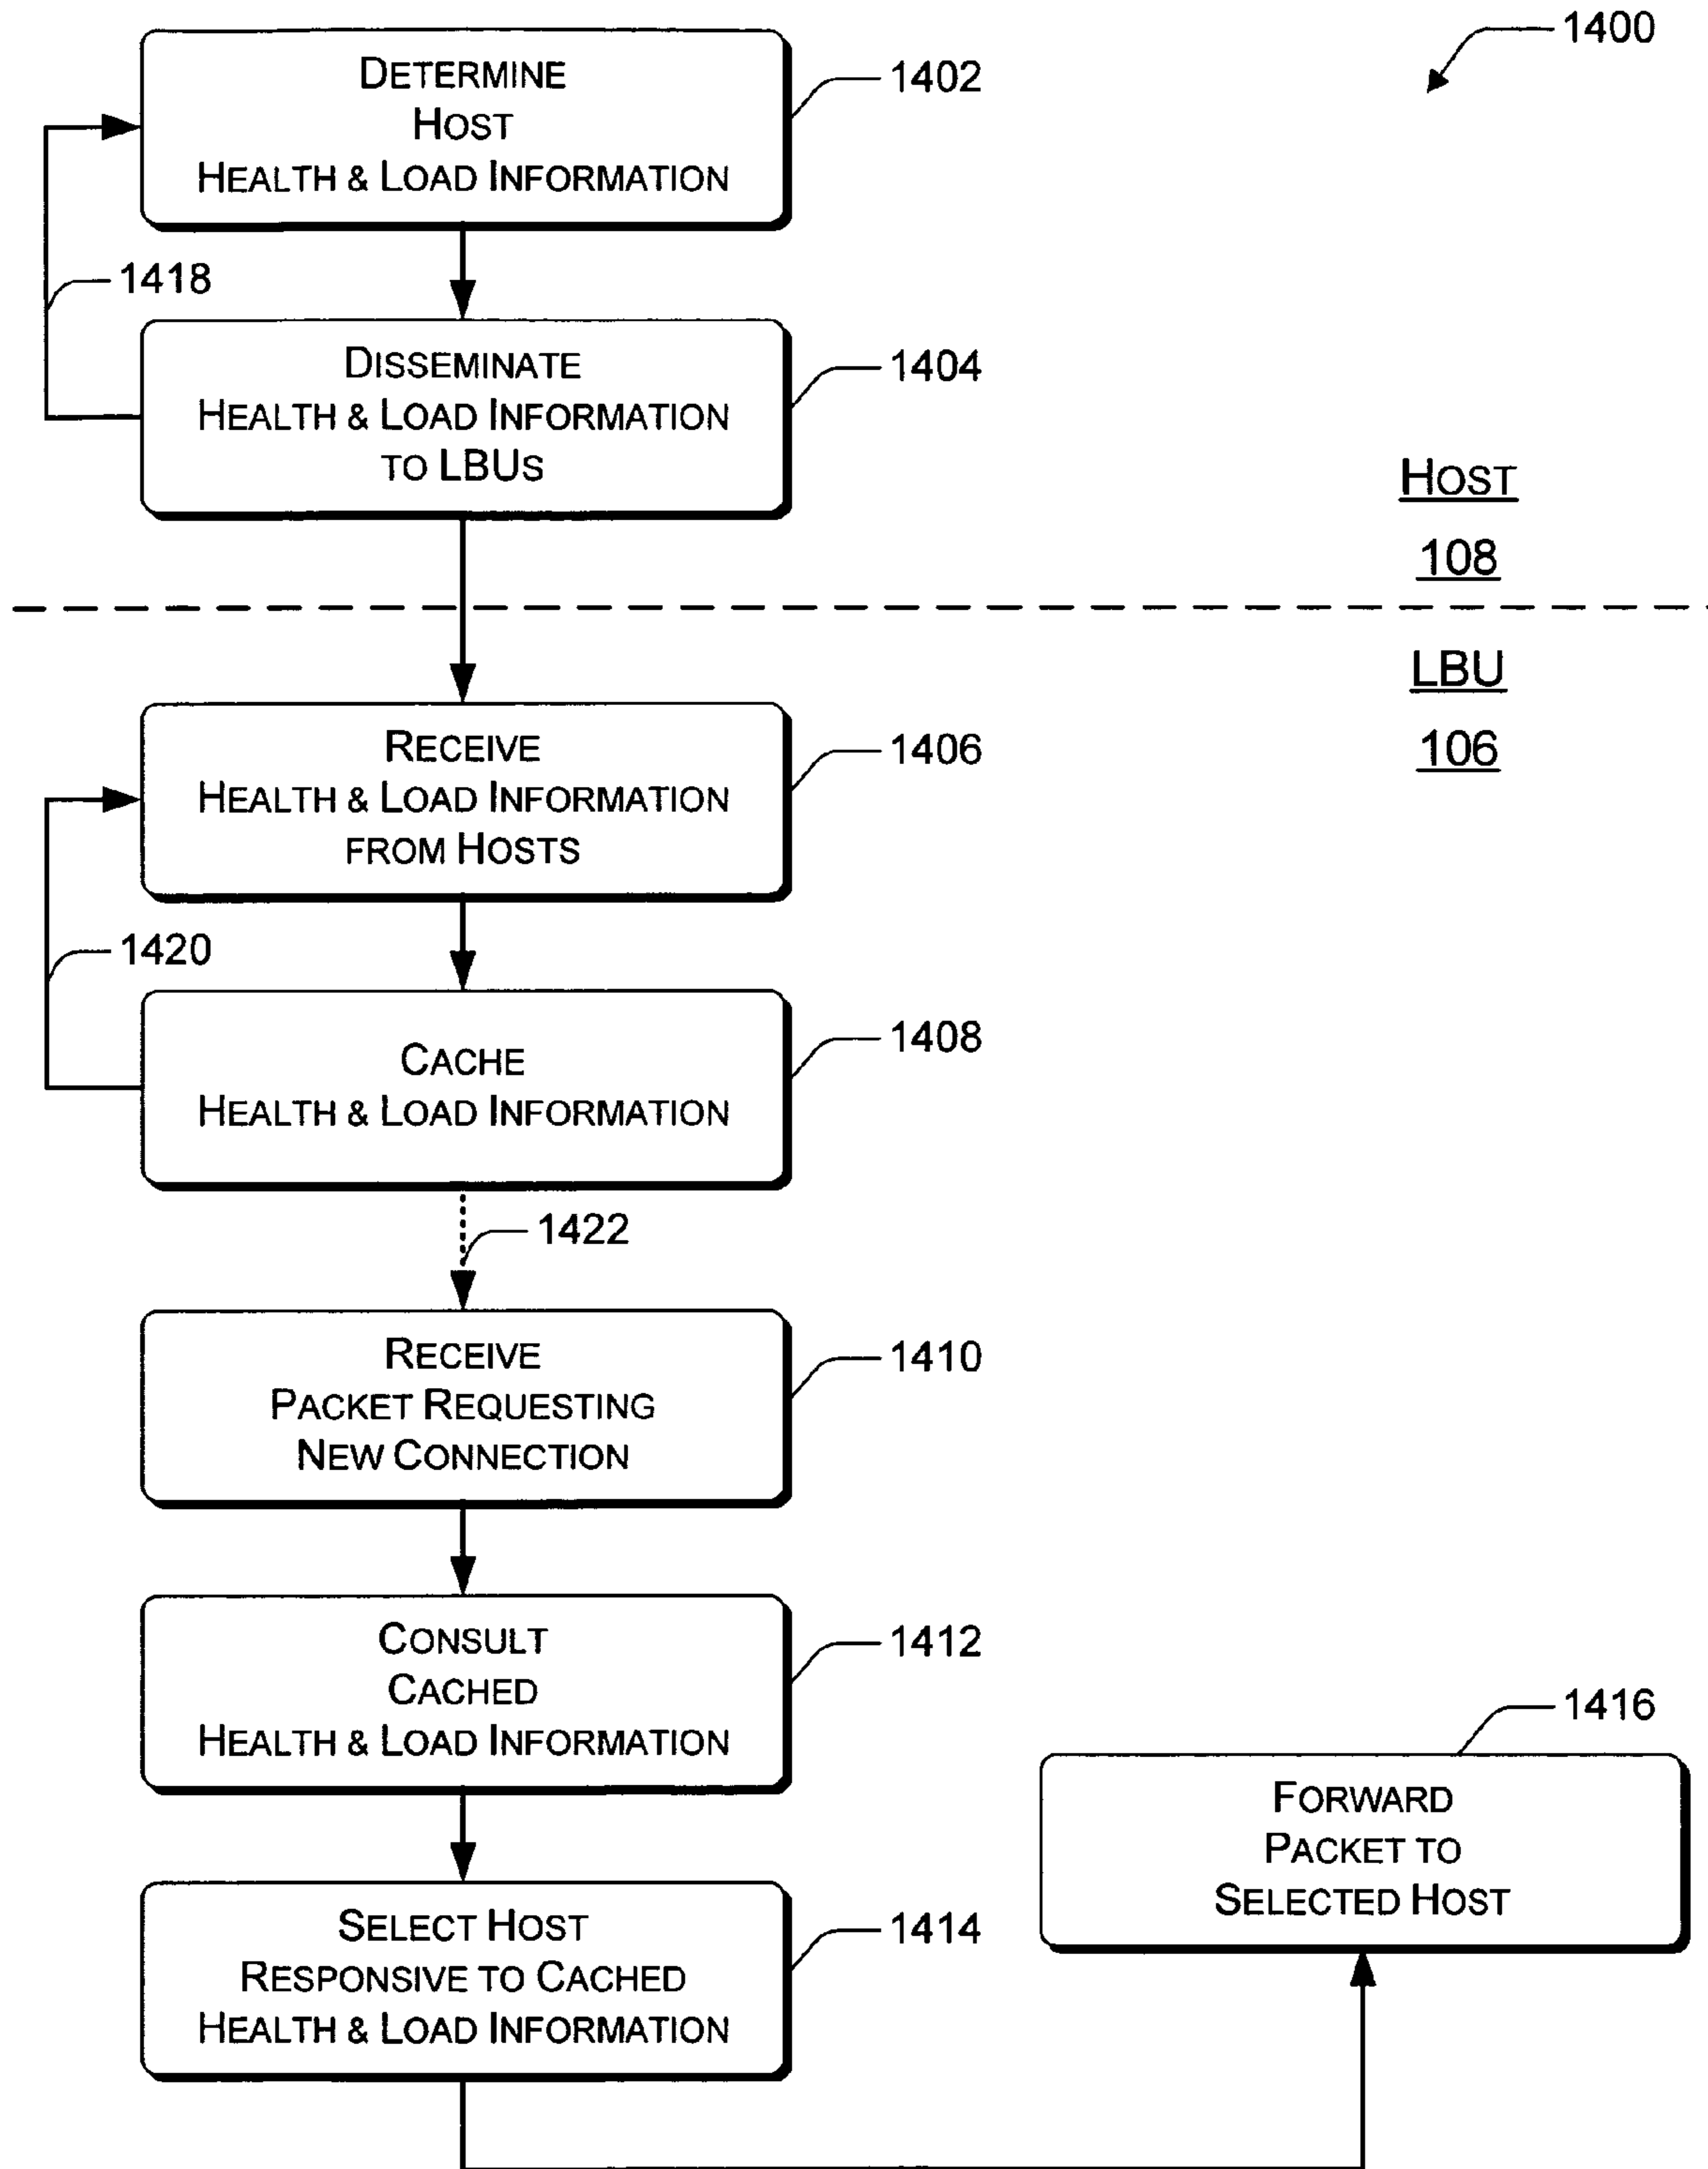 1400
DETERMINE
HOST
HEALTH & LOAD INFORMATION
1402
1418
DISSEMINATE
HEALTH & LOAD INFORMATION
TO LBUS
1404
HOST
108
LBU
106
RECEIVE
HEALTH & LOAD INFORMATION
FROM HOSTS
1406
1420
CACHE
HEALTH & LOAD INFORMATION
1408
1422
RECEIVE
PACKET REQUESTING
NEW CONNECTION
1410
CONSULT
CACHED
HEALTH & LOAD INFORMATION
1412
SELECT HOST
RESPONSIVE TO CACHED
HEALTH & LOAD INFORMATION
1414
1416
FORWARD
PACKET TO
SELECTED HOST